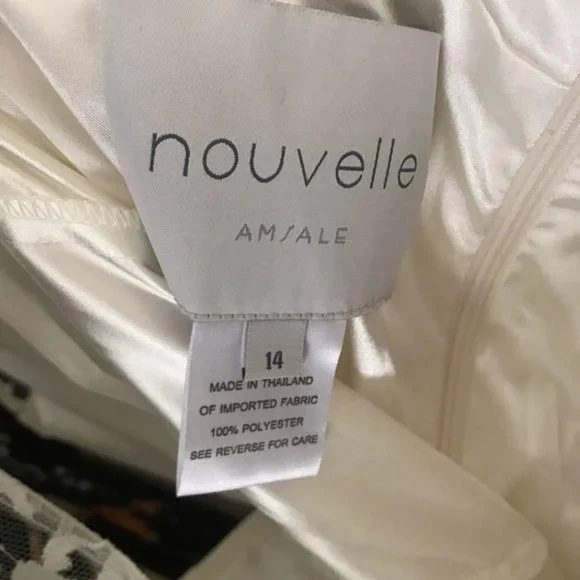 nouvelle
AMSALE
14
MADE IN THAILAND
OF IMPORTED FABRIC
100% POLYESTER
SEE REVERSE FOR CARE